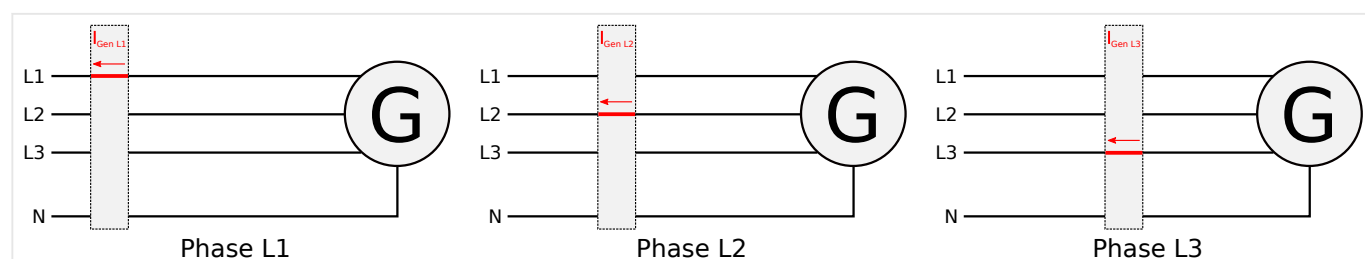 I Gen L1
L1
L2
L3
N
G
Phase L1
I Gen L2
L1
L2
L3
N
G
Phase L2
I Gen L3
L1
L2
L3
N
G
Phase L3